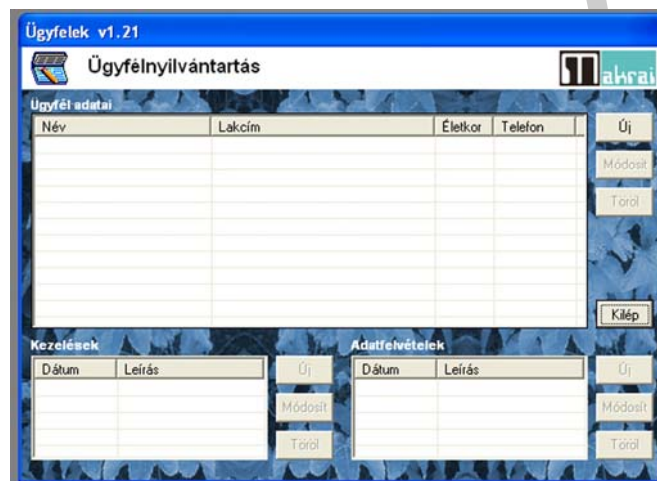 Ügyfelek v1.21
Ügyfélnyilvántartás
Takrai
Ügyfél adatai
Név Lakcím Életkor Telefon
Új
Módosít
Töröl
Kilép
Kezelések
Dátum Leírás
Új
Módosít
Töröl
Adatfelvételek
Dátum Leírás
Új
Módosít
Töröl